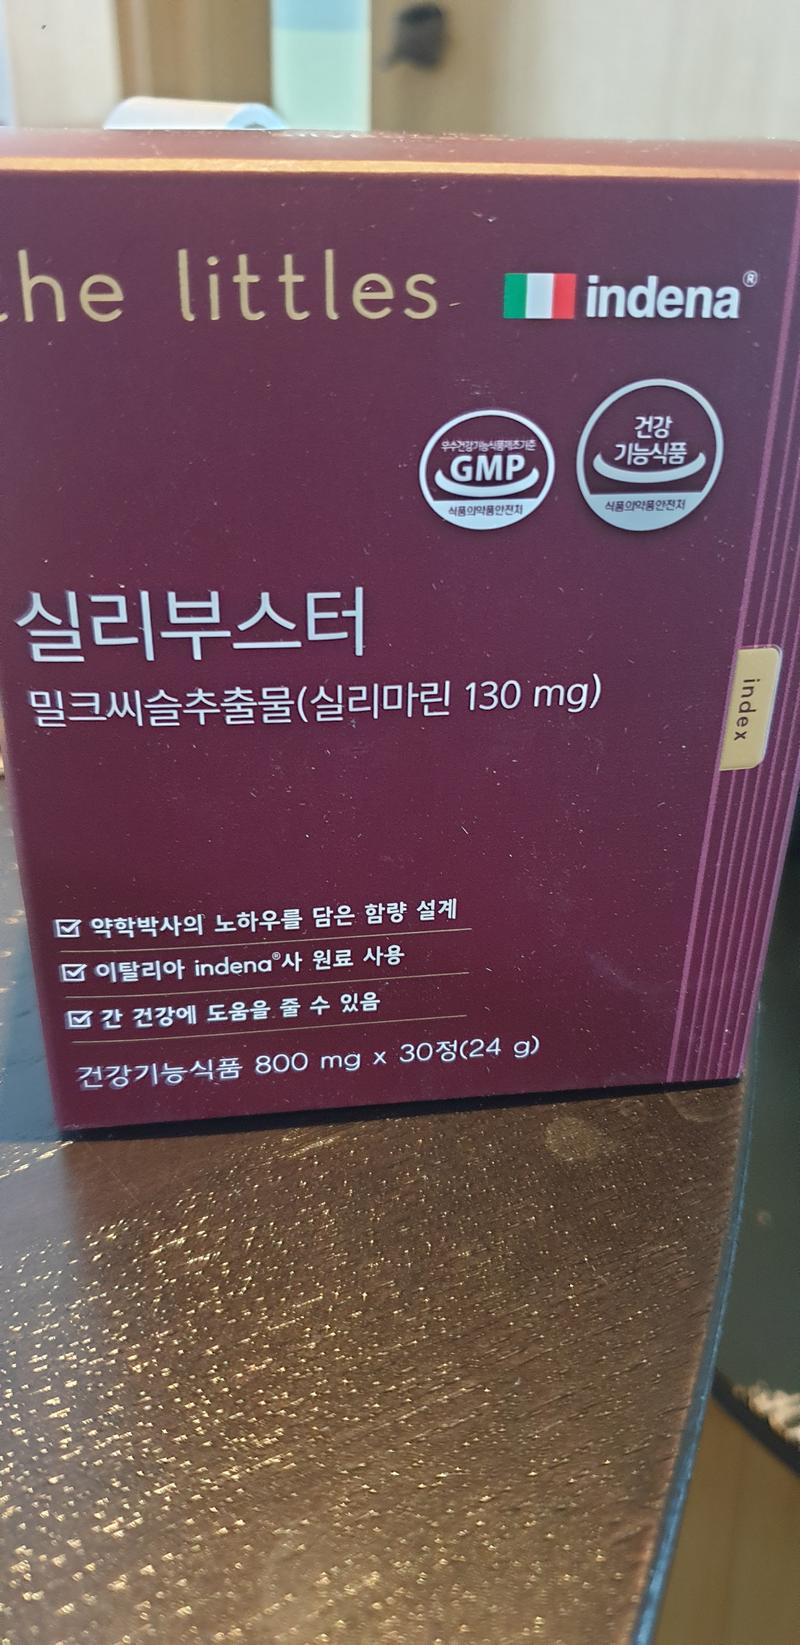 the littles
indena®
우수건강기능식품제조기준
GMP
식품의약품안전처
건강
기능식품
식품의약품안전처
실리부스터
밀크씨슬추출물(실리마린 130 mg)
index
약학박사의 노하우를 담은 함량 설계
이탈리아 indena®사 원료 사용
간 건강에 도움을 줄 수 있음
건강기능식품 800 mg x 30정(24 g)